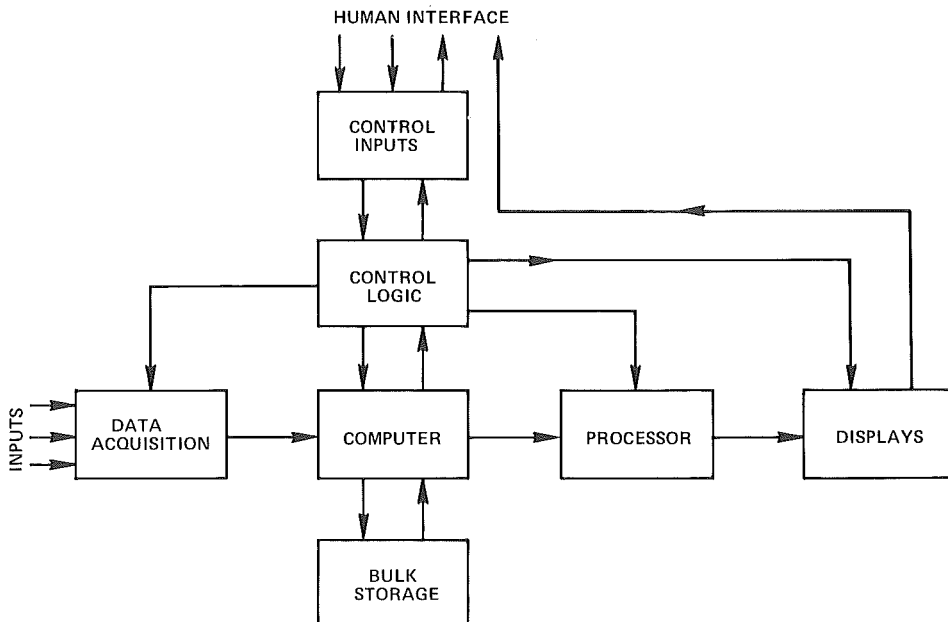 HUMAN INTERFACE
CONTROL
INPUTS
CONTROL
LOGIC
INPUTS
DATA
ACQUISITION
COMPUTER
PROCESSOR
DISPLAYS
BULK
STORAGE